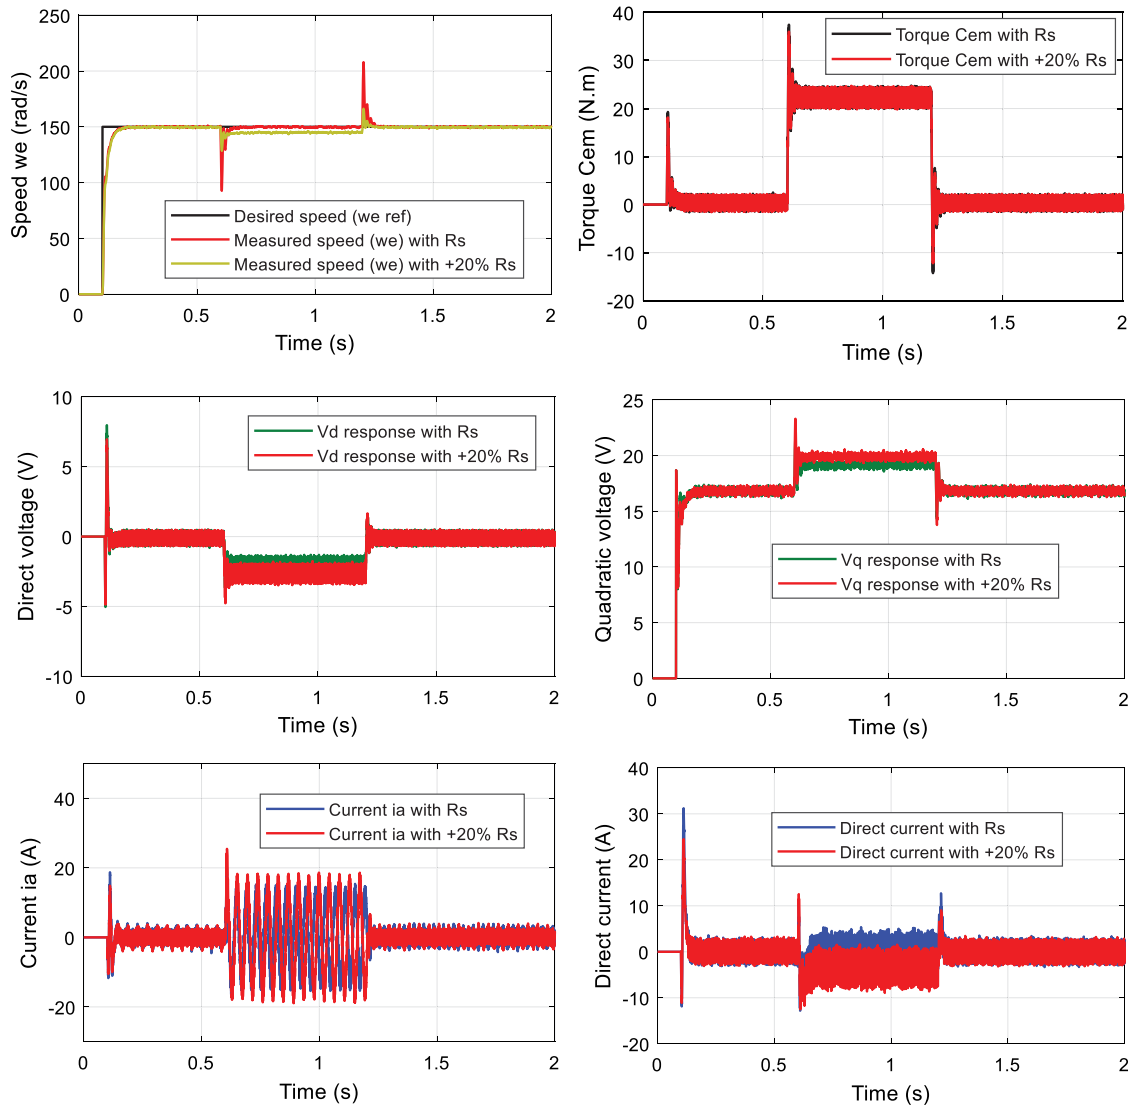 250
200
150
100
50
0
Speed we (rad/s)
Desired speed (we ref)
Measured speed (we) with Rs
Measured speed (we) with +20% Rs
0 0.5 1 1.5 2
Time (s)
40
30
20
10
0
-10
-20
Torque Cem (N.m)
Torque Cem with Rs
Torque Cem with +20% Rs
0 0.5 1 1.5 2
Time (s)
10
5
0
-5
-10
Direct voltage (V)
Vd response with Rs
Vd response with +20% Rs
0 0.5 1 1.5 2
Time (s)
25
20
15
10
5
0
Quadratic voltage (V)
Vq response with Rs
Vq response with +20% Rs
0 0.5 1 1.5 2
Time (s)
40
20
0
-20
Current ia (A)
Current ia with Rs
Current ia with +20% Rs
0 0.5 1 1.5 2
Time (s)
40
30
20
10
0
-10
-20
Direct current (A)
Direct current with Rs
Direct current with +20% Rs
0 0.5 1 1.5 2
Time (s)